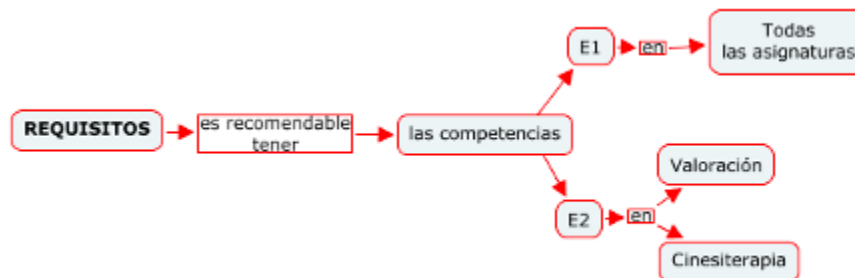 REQUISITOS
es recomendable
tener
las competencias
E1
en
Todas
las asignaturas
E2
en
Valoración
Cinesiterapia